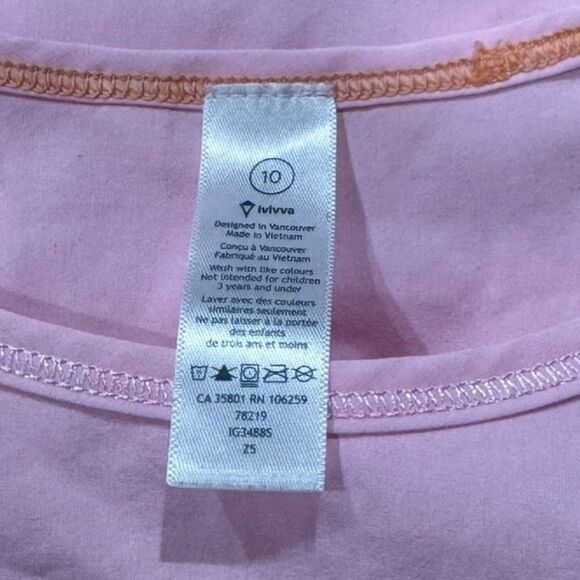 10
ivivva
Designed in Vancouver
Made in Vietnam
Conçu à Vancouver
Fabriqué au Vietnam
Wash with like colours
Not intended for children
3 years and under
Laver avec des couleurs
similaires seulement
Ne pas laisser à la portée
des enfants
de trois ans et moins
CA 35801 RN 106259
78219
IG3488S
Z5